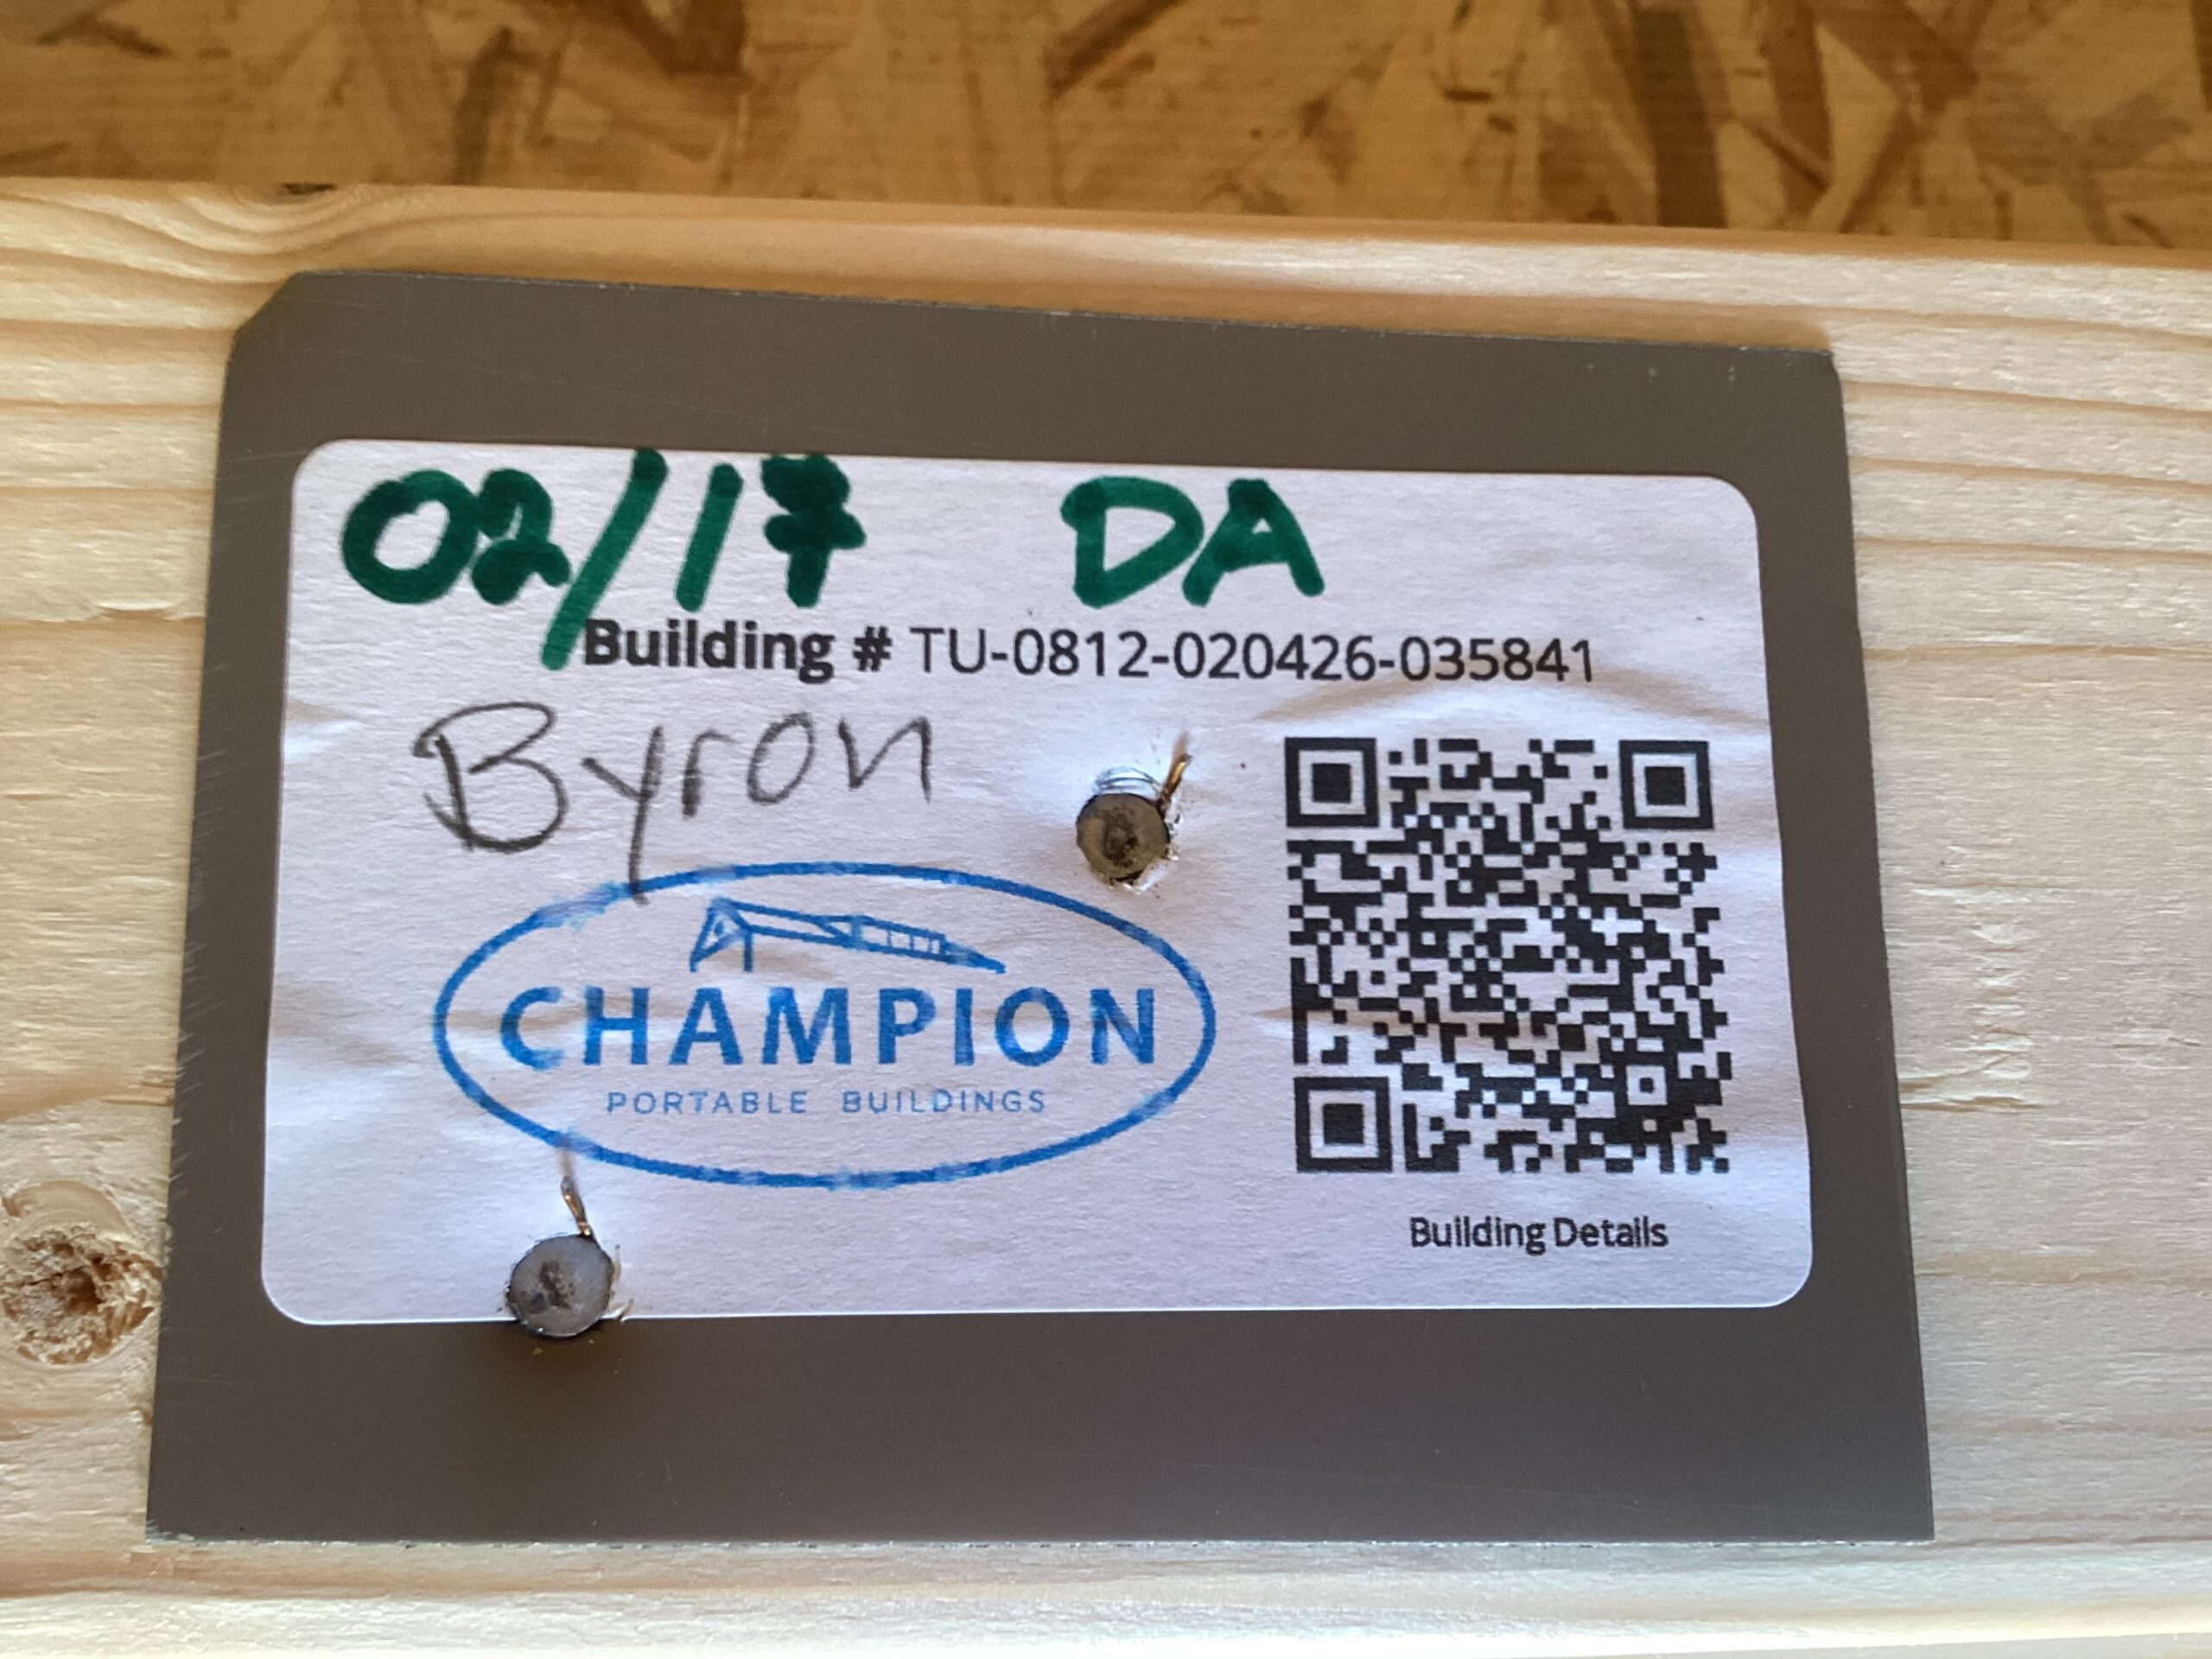 02/17 DA
Building # TU-0812-020426-035841
Byron
CHAMPION
PORTABLE BUILDINGS
Building Details